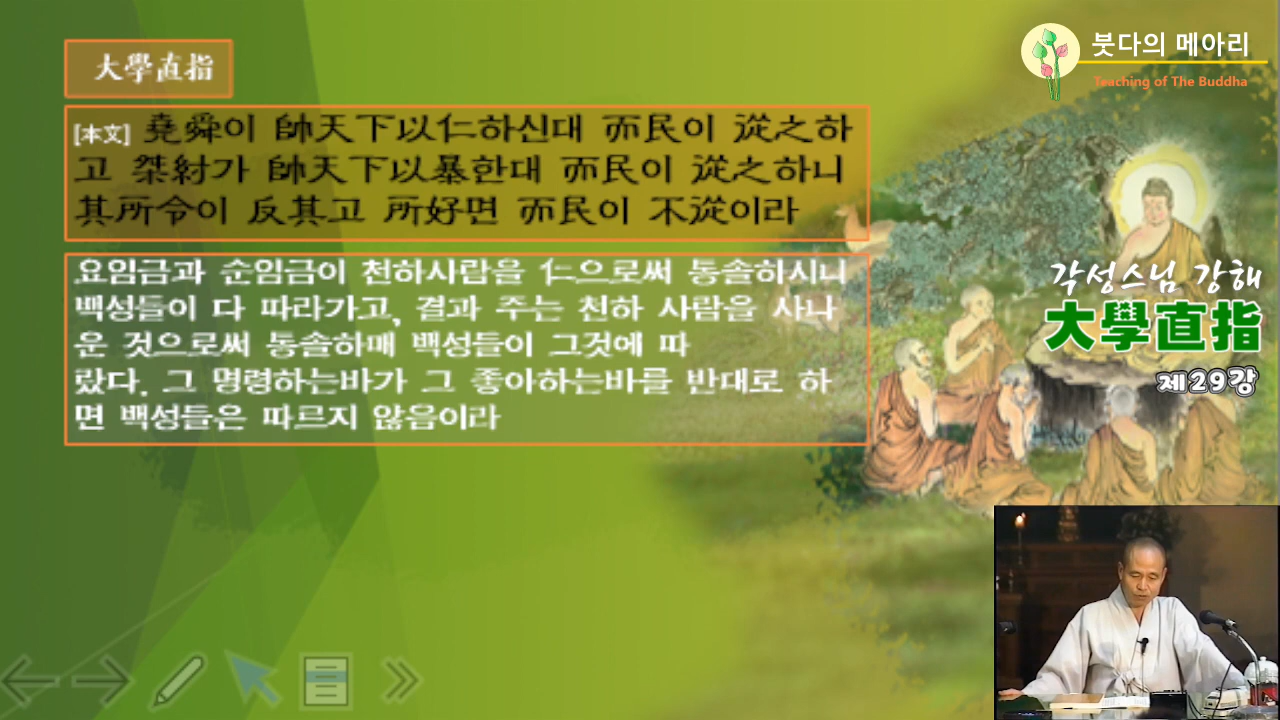 大學直指
[本文] 堯舜이 帥天下以仁하신대 而民이 從之하
고 桀紂가 帥天下以暴한대 而民이 從之하니
其所令이 反其고 所好면 而民이 不從이라
요임금과 순임금이 천하사람을 仁으로써 통솔하시니
백성들이 다 따라가고, 결과 주는 천하 사람을 사나
운 것으로써 통솔하매 백성들이 그것에 따
랐다. 그 명령하는바가 그 좋아하는바를 반대로 하
면 백성들은 따르지 않음이라
붓다의 메아리
Teaching of The Buddha
각성스님 강해
大學直指
제29강